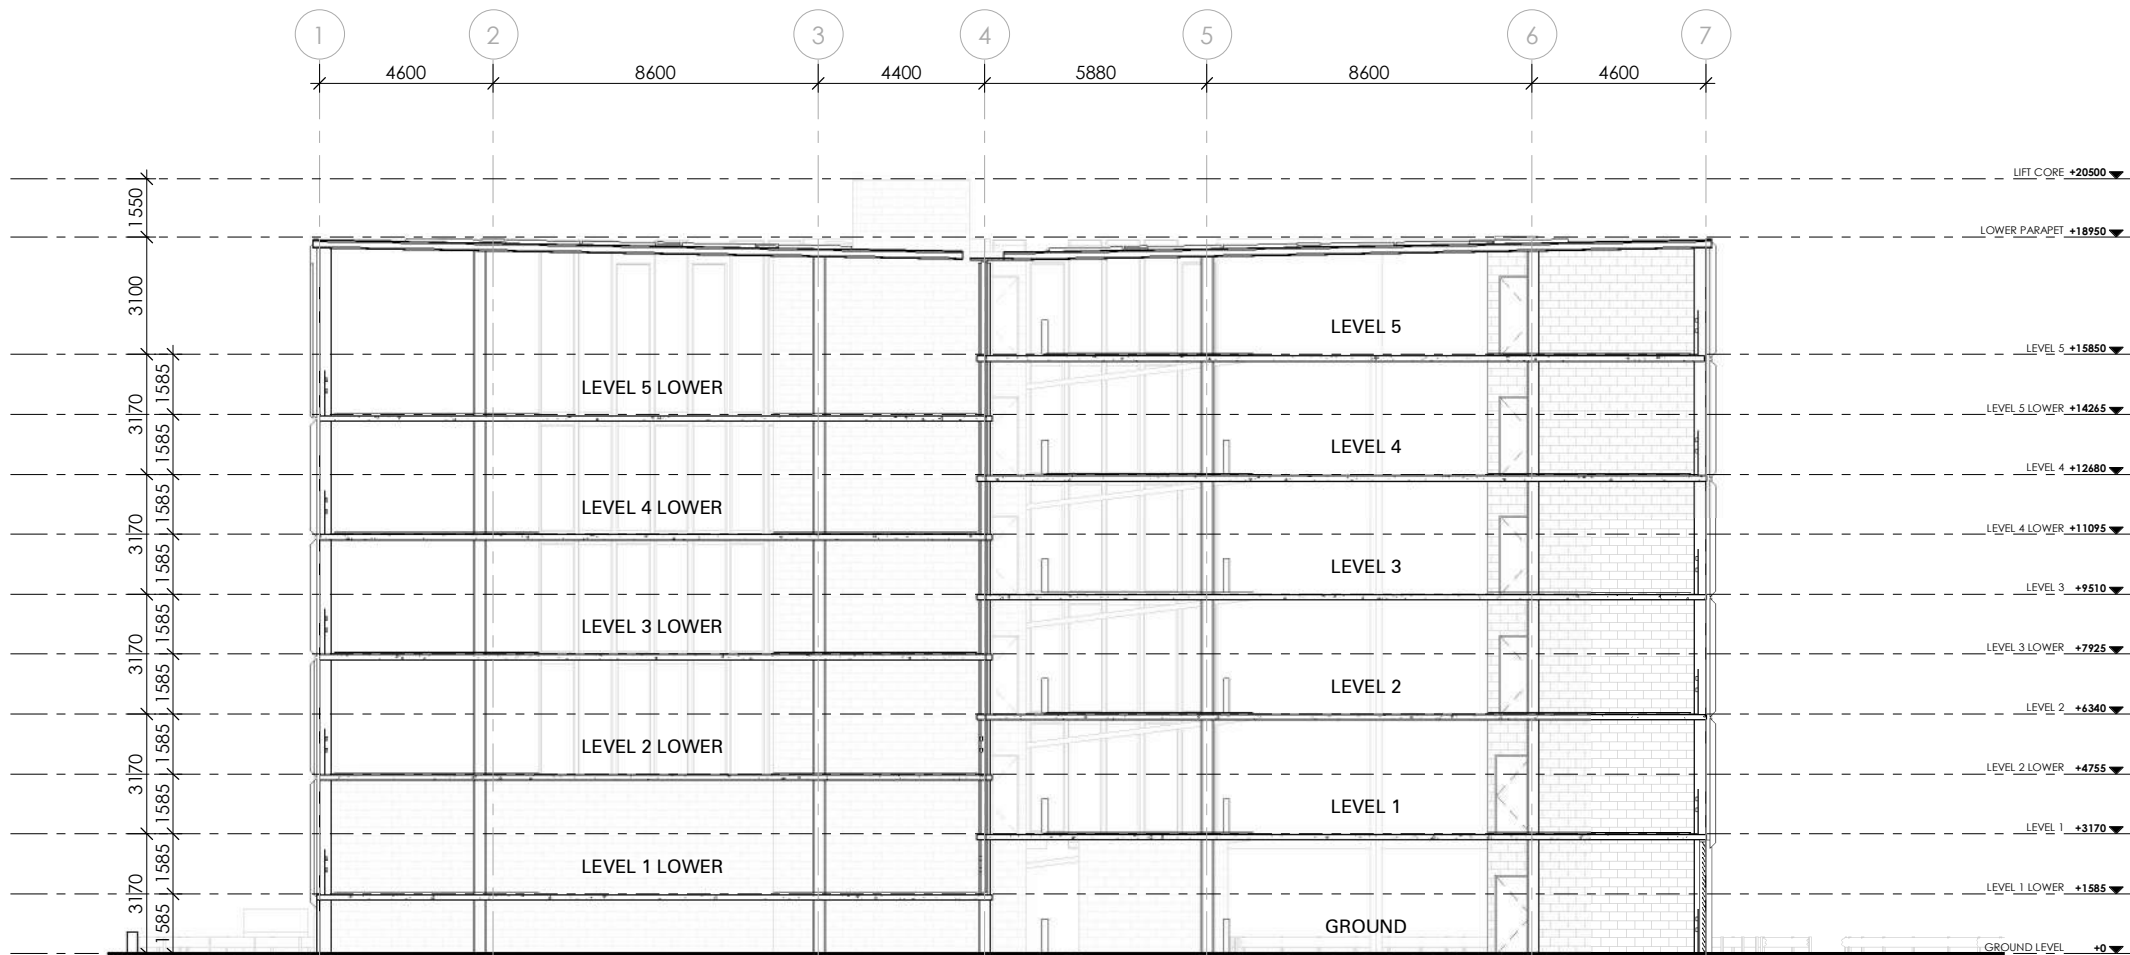 1 2 3 4 5 6 7
4600 8600 4400 5880 8600 4600
1550
LIFT CORE +20500
LOWER PARAPET +18950
3100
LEVEL 5
LEVEL 5 +15850
1585
LEVEL 5 LOWER
3170
LEVEL 5 LOWER +14265
1585
LEVEL 4
LEVEL 4 +12680
1585
LEVEL 4 LOWER
3170
LEVEL 4 LOWER +11095
1585
LEVEL 3
LEVEL 3 +9510
1585
LEVEL 3 LOWER
3170
LEVEL 3 LOWER +7925
1585
LEVEL 2
LEVEL 2 +6340
1585
LEVEL 2 LOWER
3170
LEVEL 2 LOWER +4755
1585
LEVEL 1
LEVEL 1 +3170
1585
LEVEL 1 LOWER
3170
LEVEL 1 LOWER +1585
1585
GROUND
GROUND LEVEL +0